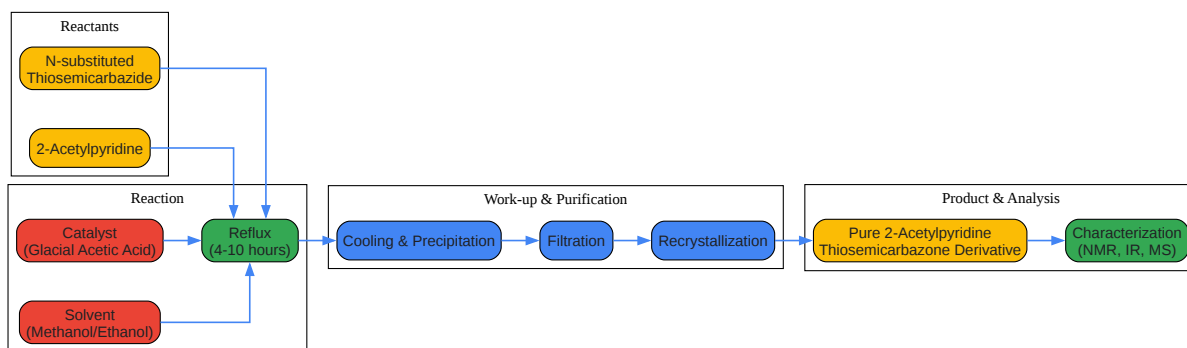 Reactants
N-substituted
Thiosemicarbazide
2-Acetylpyridine
Reaction
Catalyst
(Glacial Acetic Acid)
Reflux
(4-10 hours)
Solvent
(Methanol/Ethanol)
Work-up & Purification
Cooling & Precipitation
Filtration
Recrystallization
Product & Analysis
Pure 2-Acetylpyridine
Thiosemicarbazone Derivative
Characterization
(NMR, IR, MS)